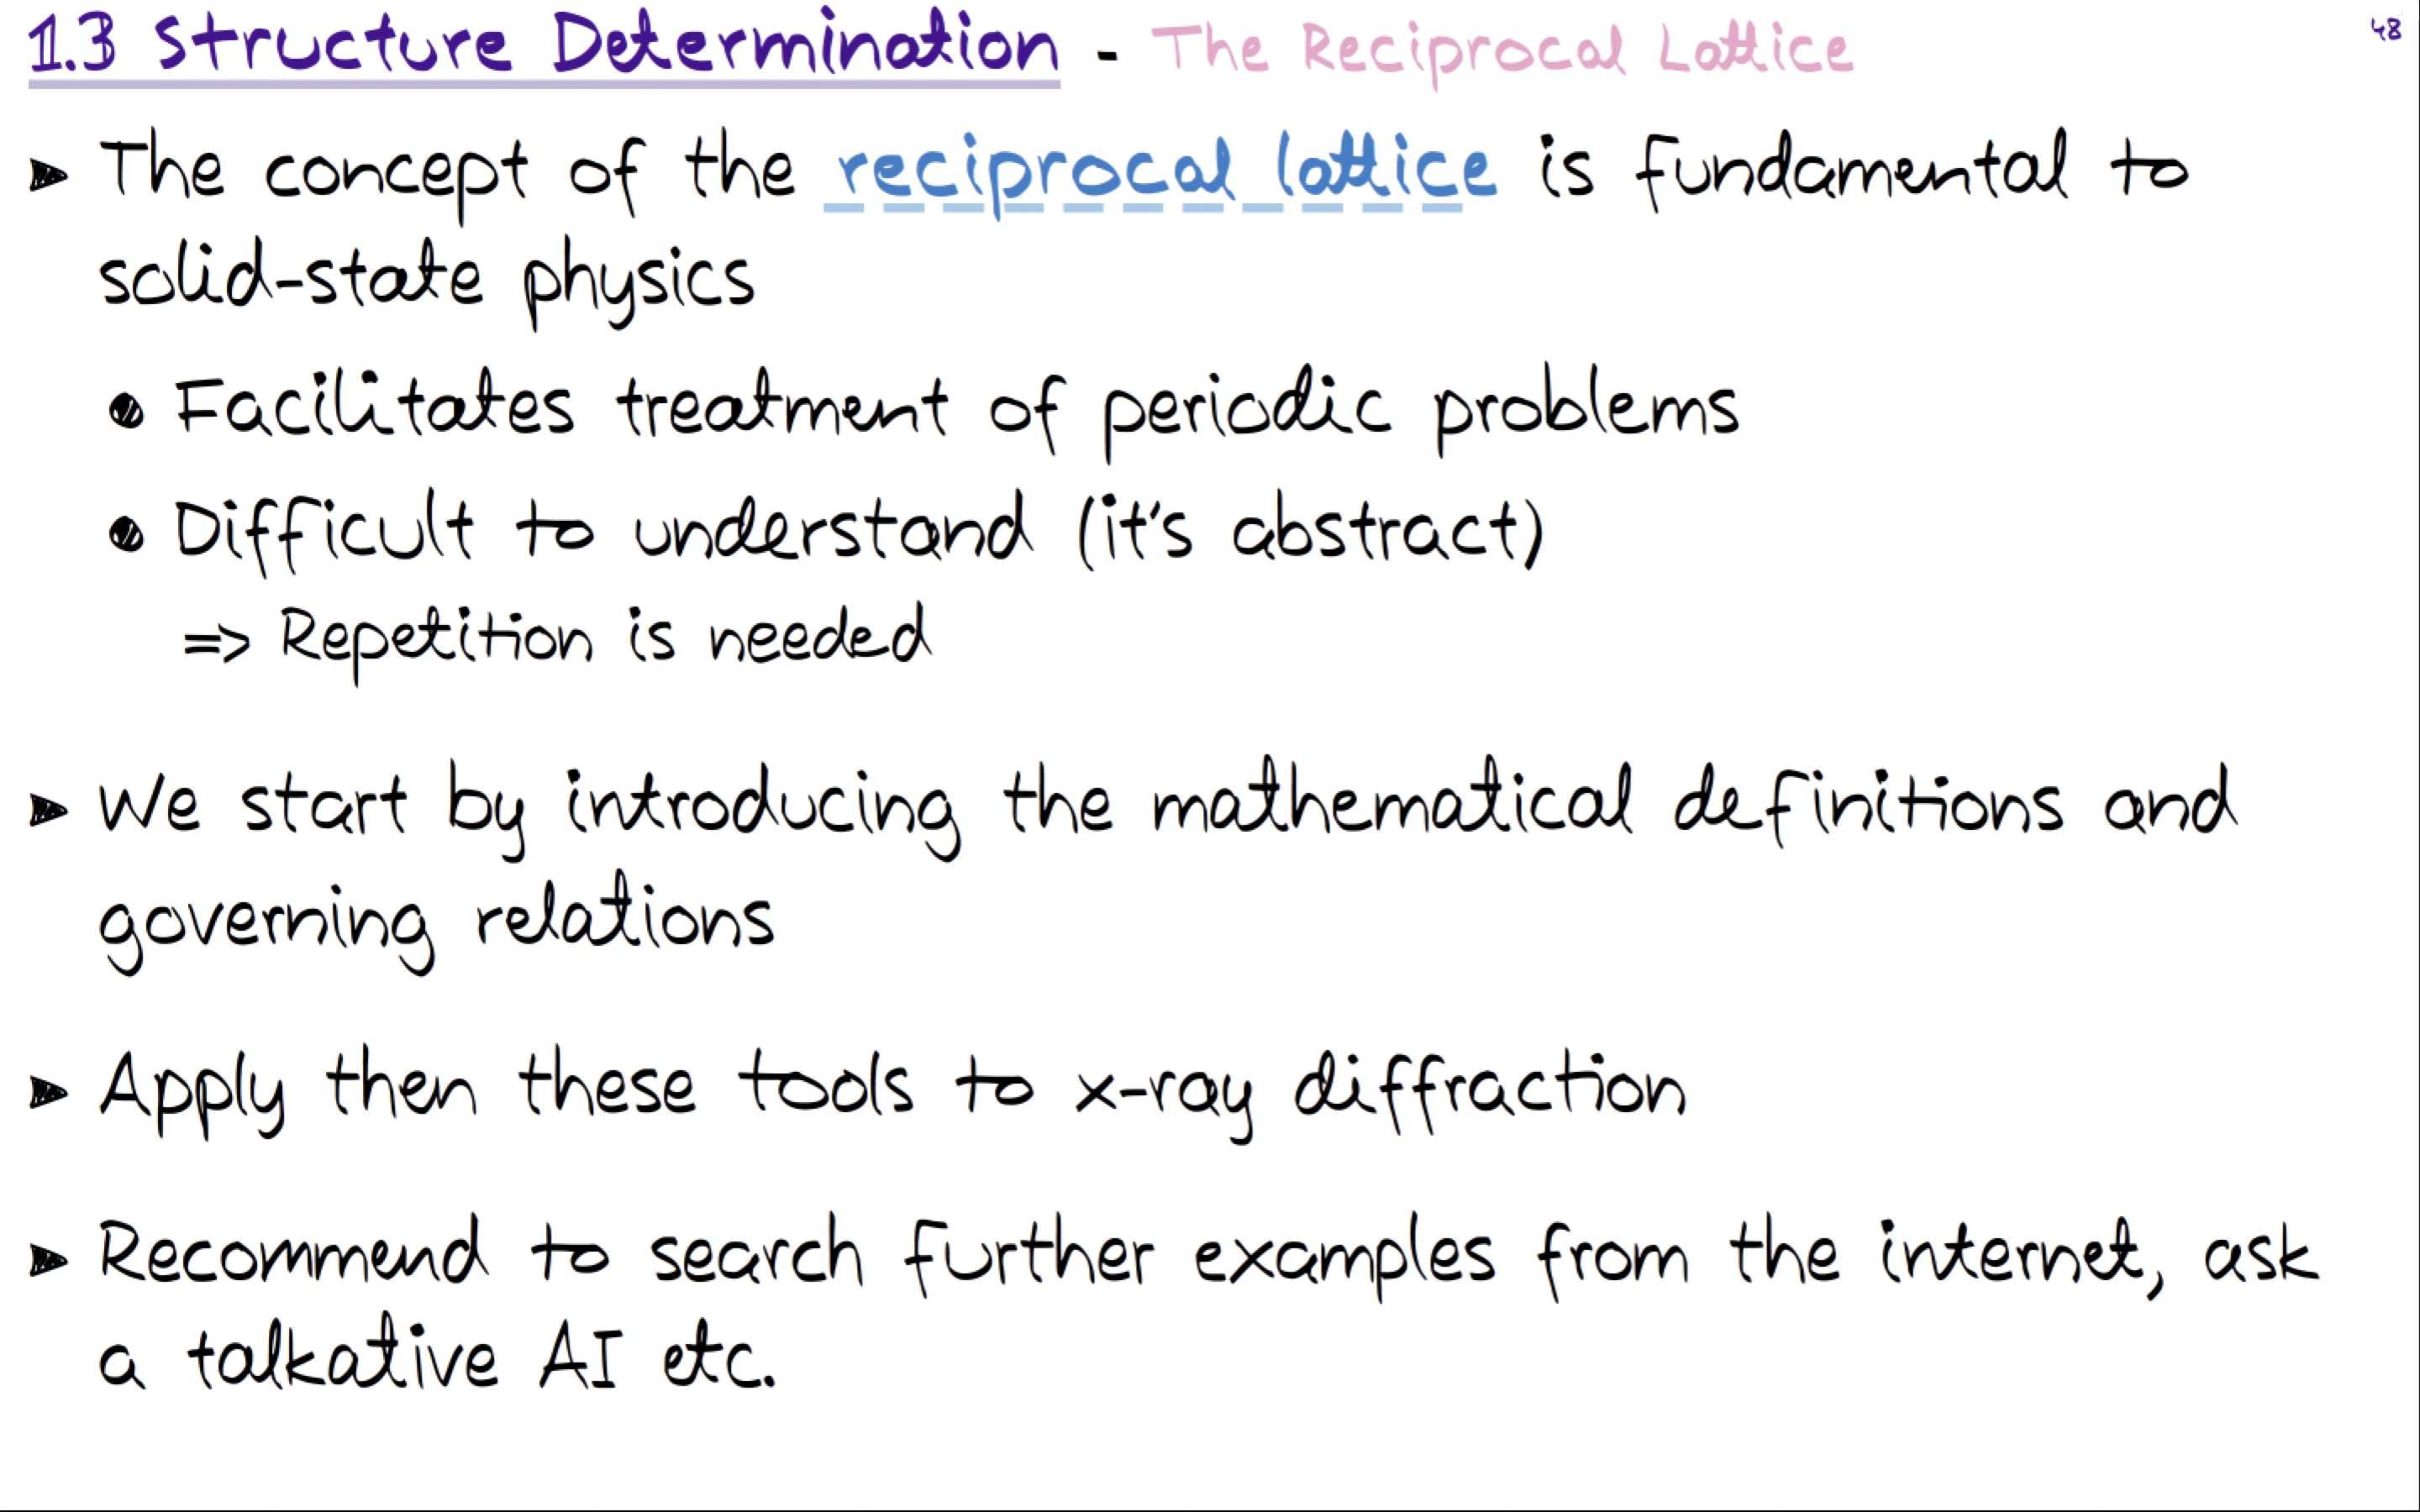 1.3 Structure Determination - The Reciprocal Lattice
48
The concept of the reciprocal lattice is fundamental to
solid-state physics
Facilitates treatment of periodic problems
Difficult to understand (it's abstract)
=> Repetition is needed
We start by introducing the mathematical definitions and
governing relations
Apply then these tools to x-ray diffraction
Recommend to search further examples from the internet, ask
a talkative AI etc.